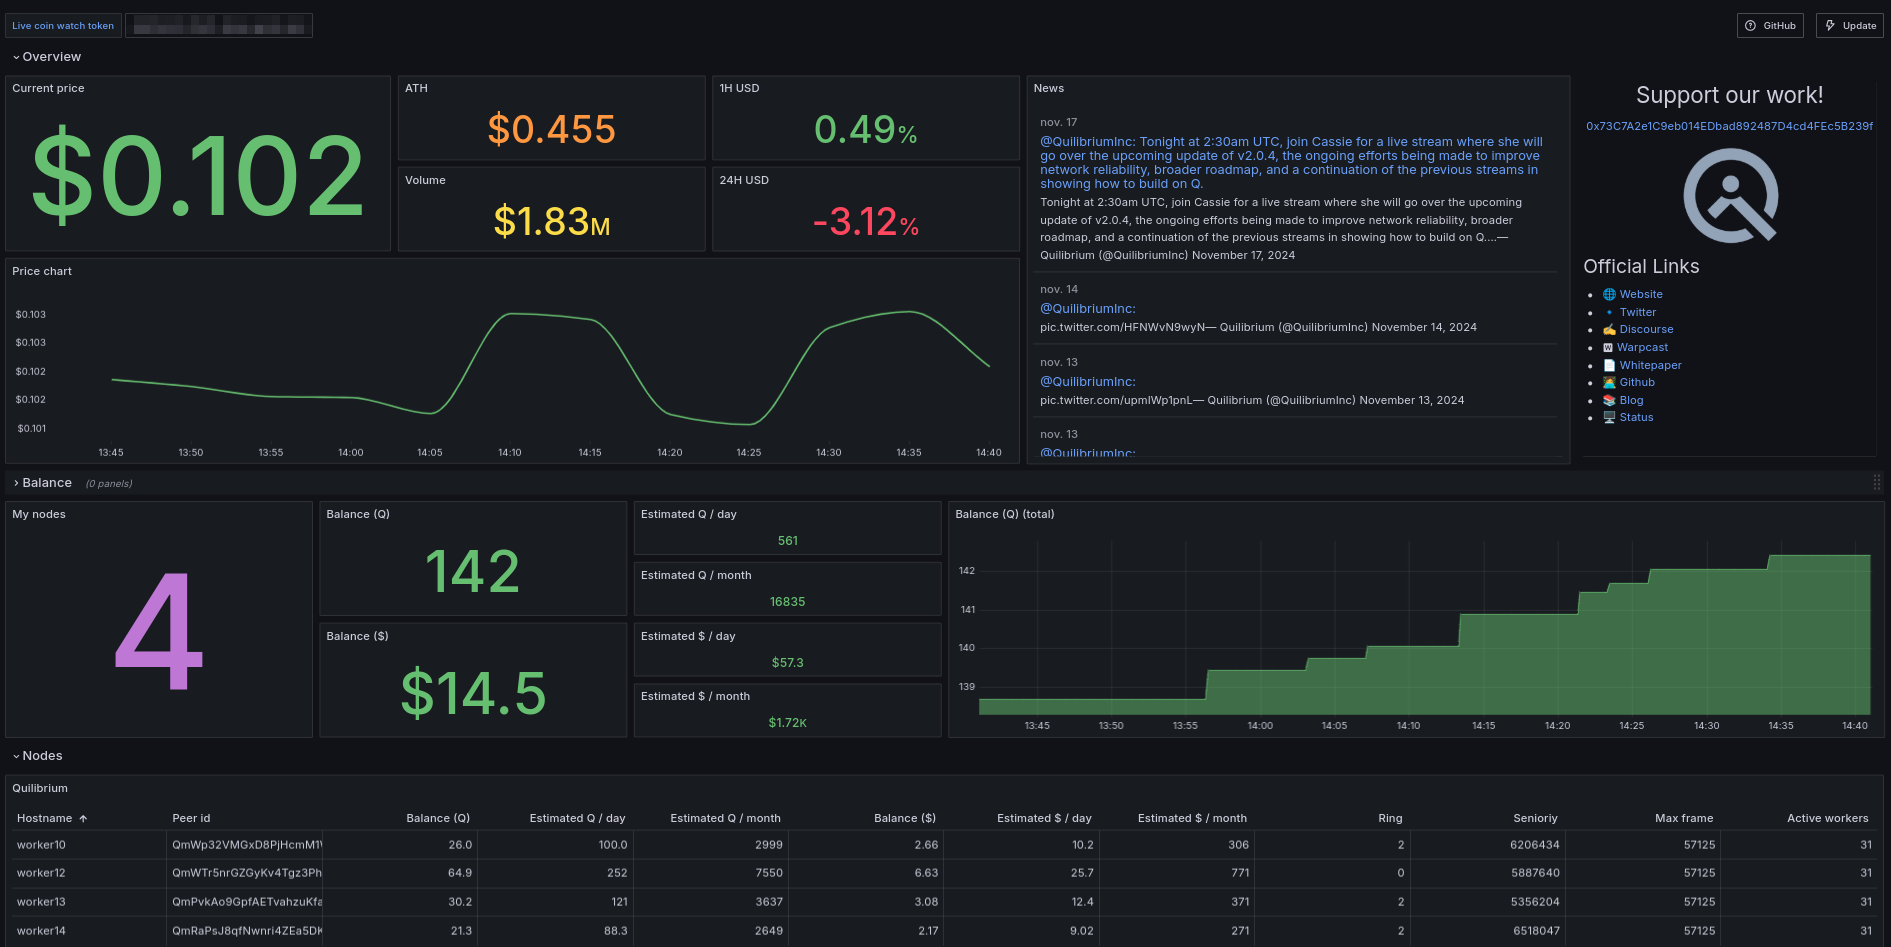 Live coin watch token
GitHub
Update
Overview
Current price
$0.102
ATH
$0.455
1H USD
0.49%
Volume
$1.83M
24H USD
-3.12%
Price chart
$0.103
$0.103
$0.102
$0.102
$0.101
13:45 13:50 13:55 14:00 14:05 14:10 14:15 14:20 14:25 14:30 14:35 14:40
News
nov. 17
@QuilibriumInc: Tonight at 2:30am UTC, join Cassie for a live stream where she will
go over the upcoming update of v2.0.4, the ongoing efforts being made to improve
network reliability, broader roadmap, and a continuation of the previous streams in
showing how to build on Q.
Tonight at 2:30am UTC, join Cassie for a live stream where she will go over the upcoming
update of v2.0.4, the ongoing efforts being made to improve network reliability, broader
roadmap, and a continuation of the previous streams in showing how to build on Q....—
Quilibrium (@QuilibriumInc) November 17, 2024
nov. 14
@QuilibriumInc:
pic.twitter.com/HFNWvN9wyN— Quilibrium (@QuilibriumInc) November 14, 2024
nov. 13
@QuilibriumInc:
pic.twitter.com/upmlWp1pnL— Quilibrium (@QuilibriumInc) November 13, 2024
nov. 13
@QuilibriumInc:
Support our work!
0x73C7A2e1C9eb014EDbad892487D4cd4FEc5B239f
Official Links
Website
Twitter
Discourse
W Warpcast
Whitepaper
Github
Blog
Status
Balance (0 panels)
My nodes
4
Balance (Q)
142
Balance ($)
$14.5
Estimated Q / day
561
Estimated Q / month
16835
Estimated $ / day
$57.3
Estimated $ / month
$1.72K
Balance (Q) (total)
142
141
140
139
13:45 13:50 13:55 14:00 14:05 14:10 14:15 14:20 14:25 14:30 14:35 14:40
Nodes
Quilibrium
Hostname Peer id Balance (Q) Estimated Q / day Estimated Q / month Balance ($) Estimated $ / day Estimated $ / month Ring Senioriy Max frame Active workers
worker10 QmWp32VMGxD8PjHcmM1 26.0 100.0 2999 2.66 10.2 306 2 6206434 57125 31
worker12 QmWTr5nrGZGyKv4Tgz3Ph 64.9 252 7550 6.63 25.7 771 0 5887640 57125 31
worker13 QmPvkAo9GpfAETvahzuKfa 30.2 121 3637 3.08 12.4 371 2 5356204 57125 31
worker14 QmRaPsJ8qfNwnri4ZEa5DK 21.3 88.3 2649 2.17 9.02 271 2 6518047 57125 31